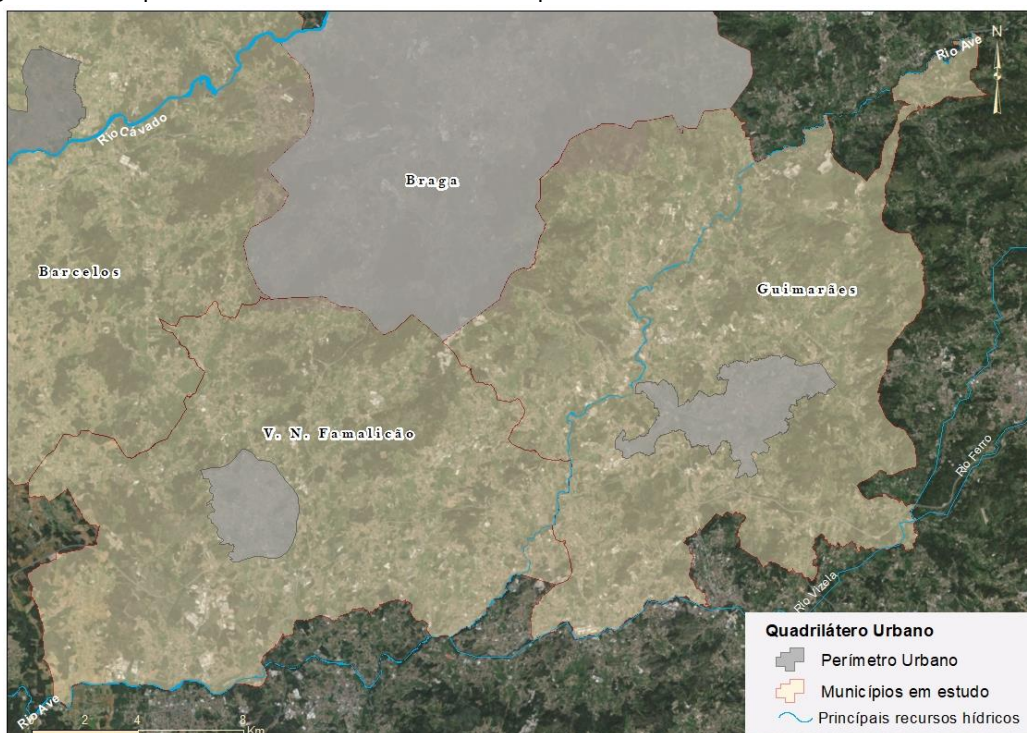 N
Rio Ave
Rio Cávado
Braga
Barcelos
Guimarães
V. N. Famalicão
Rio Ferro
Rio Vizela
Rio Ave
2 4 8
Km
Quadrilátero Urbano
Perímetro Urbano
Municípios em estudo
Princípais recursos hídricos